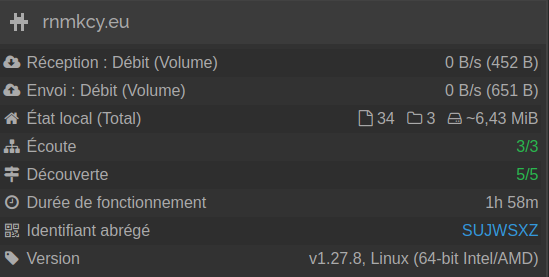 rnmkcy.eu
Réception : Débit (Volume) 0 B/s (452 B)
Envoi : Débit (Volume) 0 B/s (651 B)
État local (Total) 34 3 ~6,43 MiB
Écoute 3/3
Découverte 5/5
Durée de fonctionnement 1h 58m
Identifiant abrégé SUJWSXZ
Version v1.27.8, Linux (64-bit Intel/AMD)